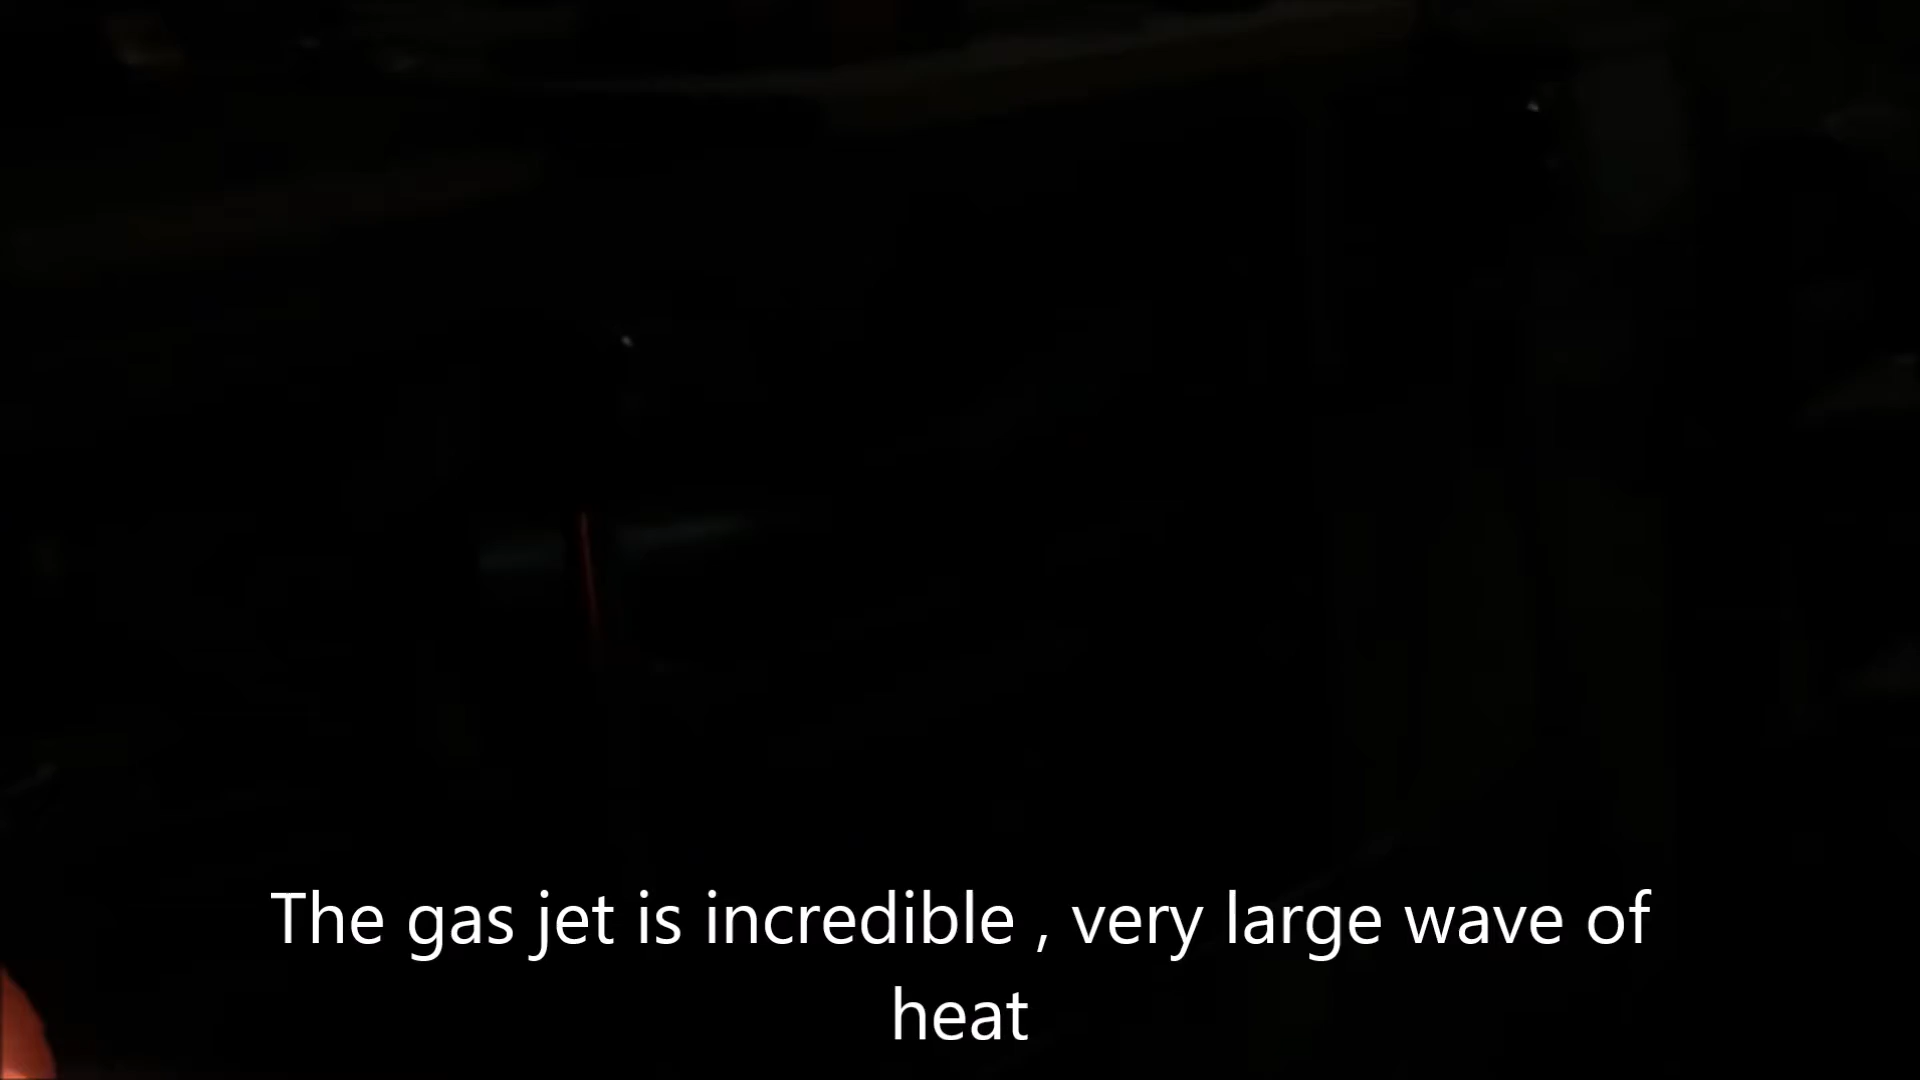 The gas jet is incredible , very large wave of
heat